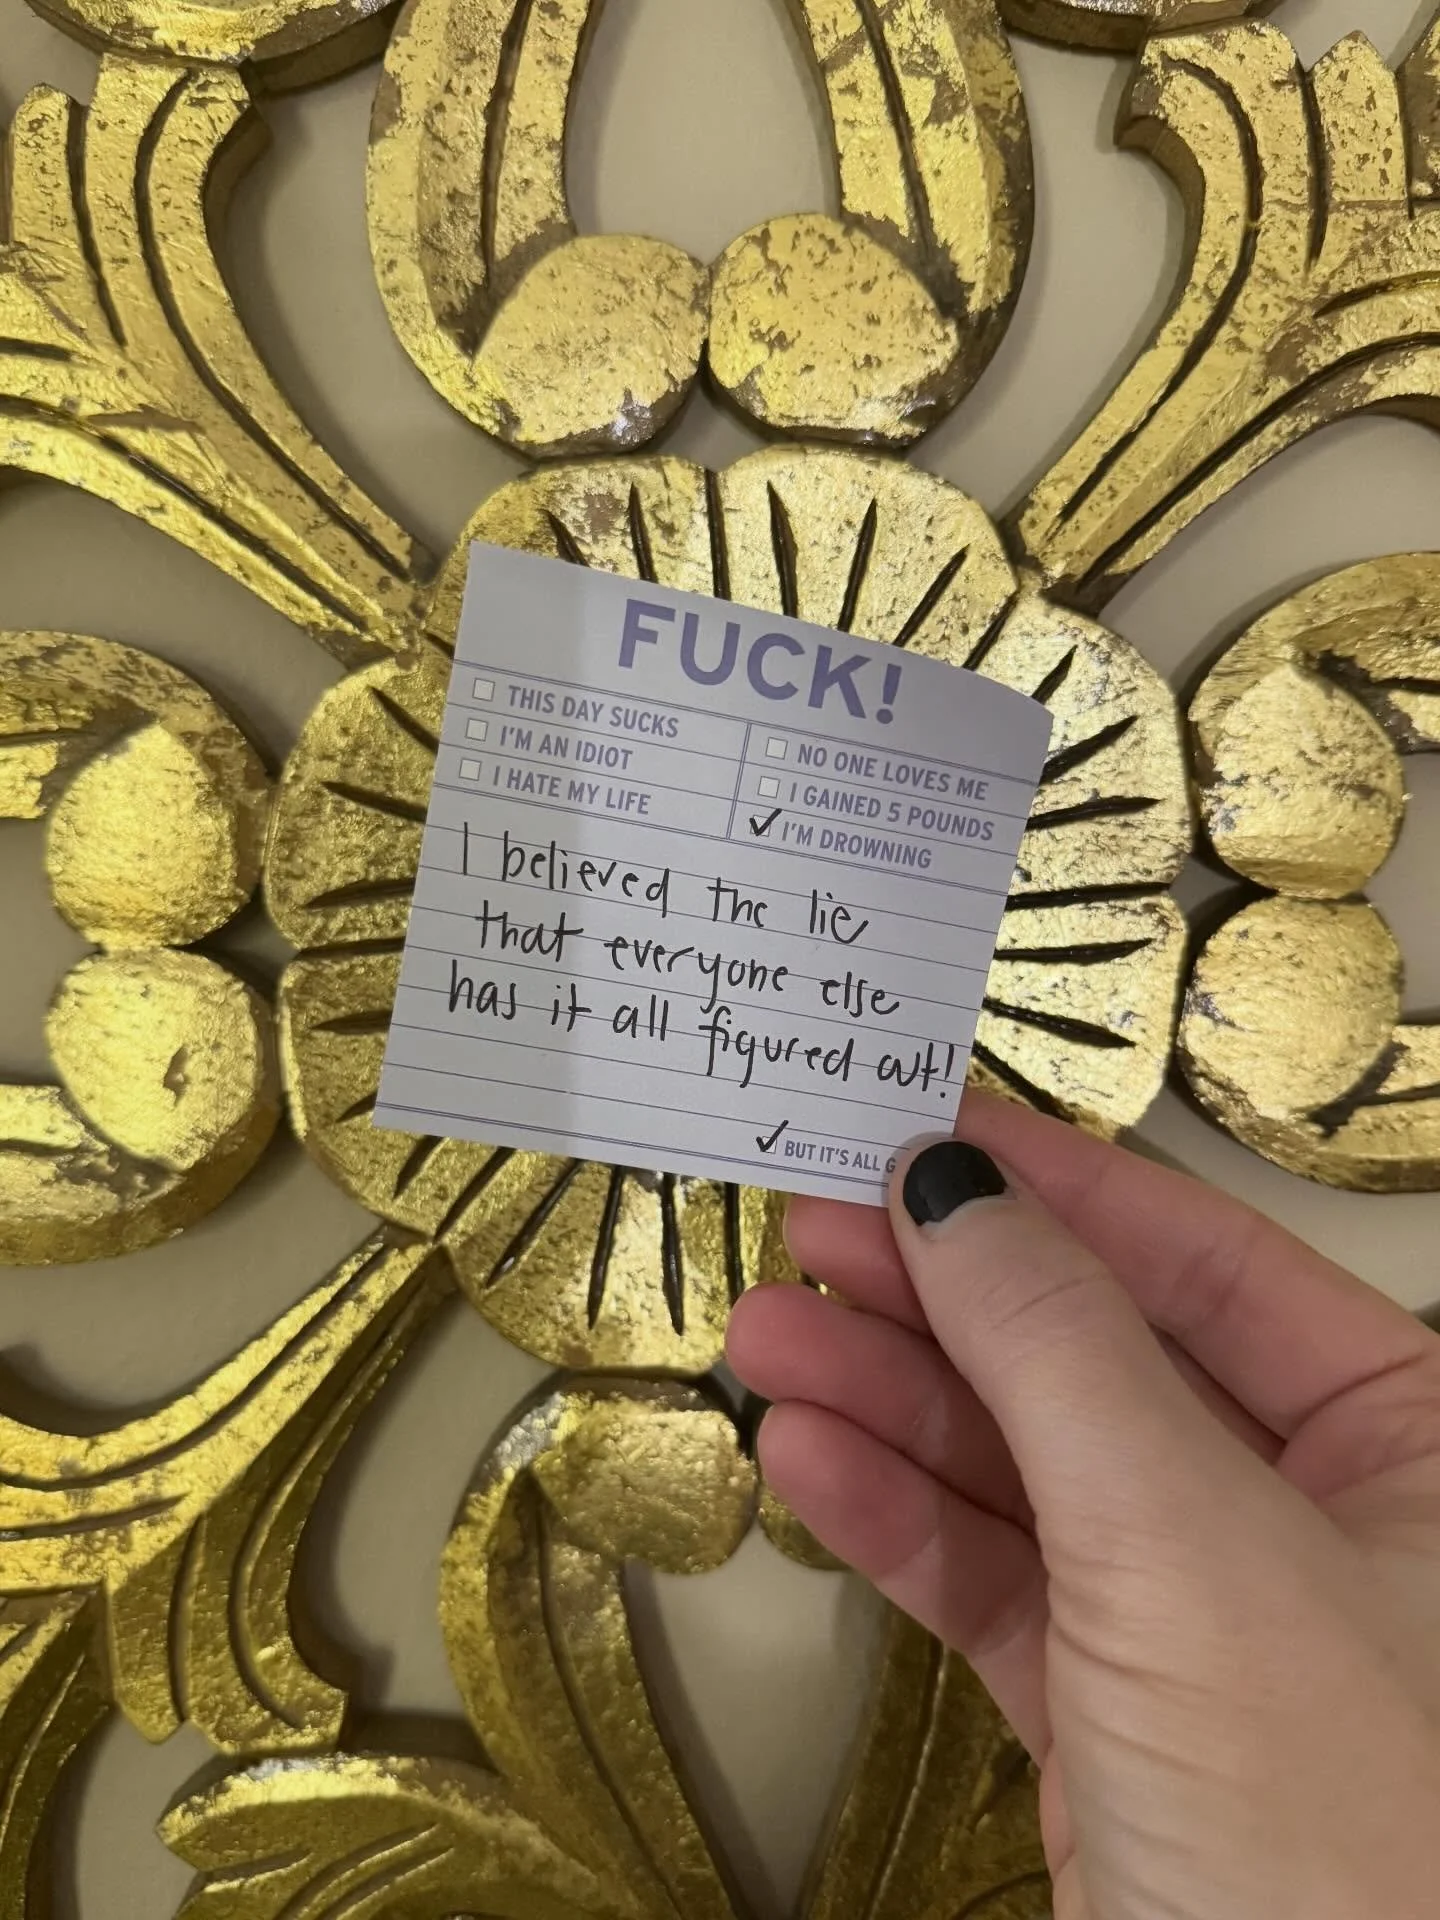 FUCK!
THIS DAY SUCKS
I'M AN IDIOT
I HATE MY LIFE
NO ONE LOVES ME
I GAINED 5 POUNDS
I'M DROWNING
I believed the lie
that everyone else
has it all figured out!
BUT IT'S ALL